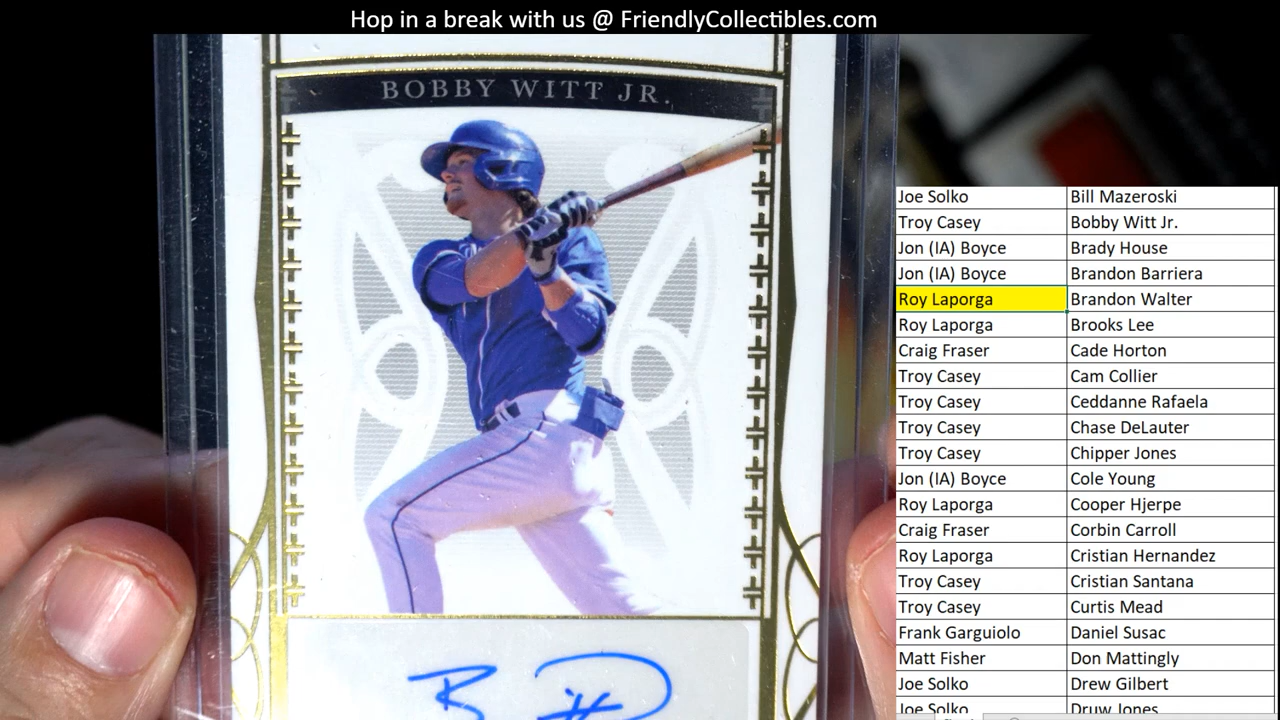 Hop in a break with us @ FriendlyCollectibles.com
BOBBY WITT JR.
Joe Solko Bill Mazeroski
Troy Casey Bobby Witt Jr.
Jon (IA) Boyce Brady House
Jon (IA) Boyce Brandon Barriera
Roy Laporga Brandon Walter
Roy Laporga Brooks Lee
Craig Fraser Cade Horton
Troy Casey Cam Collier
Troy Casey Ceddanne Rafaela
Troy Casey Chase DeLauter
Troy Casey Chipper Jones
Jon (IA) Boyce Cole Young
Roy Laporga Cooper Hjerpe
Craig Fraser Corbin Carroll
Roy Laporga Cristian Hernandez
Troy Casey Cristian Santana
Troy Casey Curtis Mead
Frank Garguiolo Daniel Susac
Matt Fisher Don Mattingly
Joe Solko Drew Gilbert
Joe Solko Druw Jones